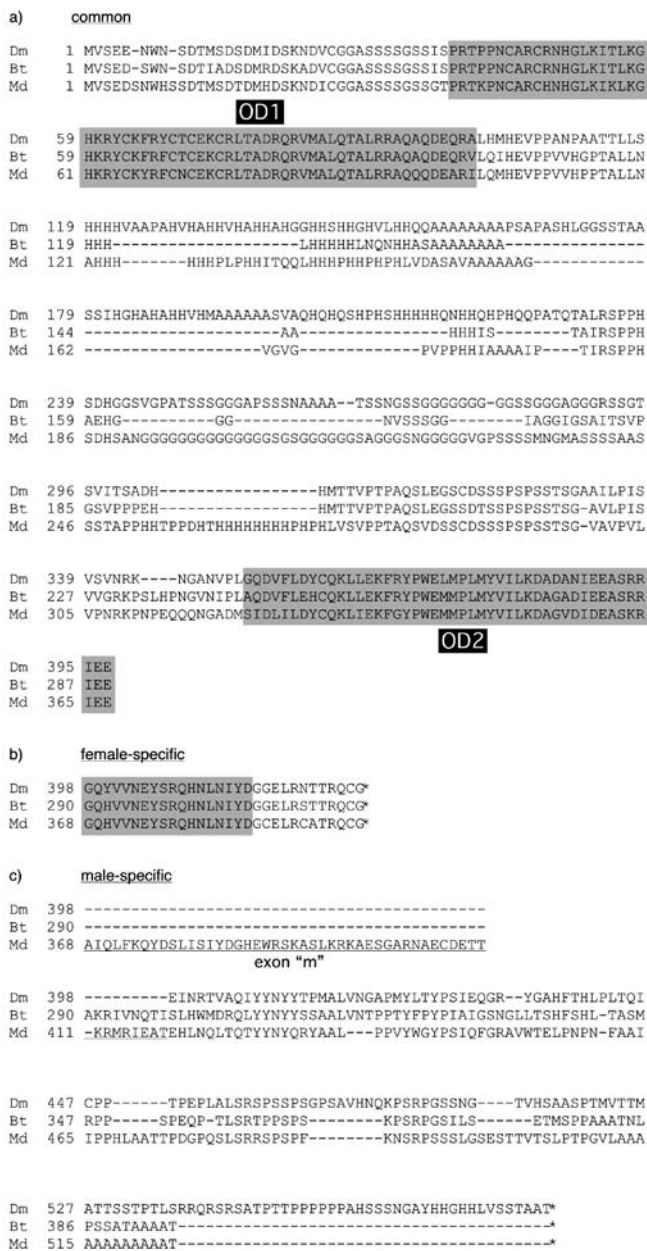 a) common
Dm 1 MVSEE-NWN-SDTMSDSDMIDSKNDVCGGASSSSGSSISPRTPPNCARCRNHGLKITLKG
Bt 1 MVSED-SWN-SDTIADSDMRDSKADVCGGASSSSGSSISPRTPPNCARCRNHGLKITLKG
Md 1 MVSEDSNWHSSDTMSDTDMHDSKNDICGGASSSSGSSGTPRTKPNCARCRNHGLKIKLKG
OD1
Dm 59 HKRYCKFRYCTCEKCRLTADRQRVMALQTALRRAQAQDEQRALHMHEVPPANPAATTLLS
Bt 59 HKRYCKFRFCTCEKCRLTADRQRVMALQTALRRAQAQDEQRVLQIHEVPPVVHGPTALLN
Md 61 HKRYCKYRFCNCEKCRLTADRQRVMALQTALRRAQQQDEARILQMHEVPPVVHPPTALLN
Dm 119 HHHHVAAPAHVHAHHVHAHHAHGGHHSHHGHVLHHQQAAAAAAAAPSAPASHLGGSSTAA
Bt 119 HHH--------------------LHHHHHLNQNHHASAAAAAAAA---------------
Md 121 AHHH-------HHHPLPHHITQQLHHHPHHPHPHLVDASAVAAAAAAG------------
Dm 179 SSIHGHAHAHHVHMAAAAAASVAQHQHQSHPHSHHHHHQNHHQHPHQQPATQTALRSPPH
Bt 144 ---------------------AA----------------HHHIS-------TAIRSPPH
Md 162 -------------------VGVG-------------PVPPHHIAAAAIP---TIRSPPH
Dm 239 SDHGGSVGPATSSSGGGAPSSSNAAAA--TSSNGSSGGGGGGG-GGSSGGGAGGGRSSGT
Bt 159 AEHG----------GG----------------NVSSSGG-----IAGGIGSAITSVP
Md 186 SDHSANGGGGGGGGGGGGGSGSGGGGGGSAGGGSNGGGGGVGPSSSSMNGMASSSSAAS
Dm 296 SVITSADH-----------------HMTTVPTPAQSLEGSCDSSSPSPSSTSGAAILPIS
Bt 185 GSVPPPEH-----------------HMTTVPTPAQSLEGSSDTSSPSPSSTSG-AVLPIS
Md 246 SSTAPPHHTPPDHTHHHHHHHHPHPHLVSVPPTAQSVDSSCDSSSPSPSSTSG-VAVPVL
Dm 339 VSVNRK----NGANVPLGQDVFLDYCQKLLEKFRYPWELMPLMYVILKDADANIEEASRR
Bt 227 VVGRKPSLHPNGVNIPLAQDVFLEHCQKLLEKFRYPWEMMPLMYVILKDAGADIEEASRR
Md 305 VPNRKPNPEQQQNGADMSIDLILDYCQKLIEKFGYPWEMMPLMYVILKDAGVDIDEASKR
OD2
Dm 395 IEE
Bt 287 IEE
Md 365 IEE
b) female-specific
Dm 398 GQYVVNEYSRQHNLNIYDGGELRNTTRQCG*
Bt 290 GQHVVNEYSRQHNLNIYDGGELRSTTRQCG*
Md 368 GQHVVNEYSRQHNLNIYDGCELRCATRQCG*
c) male-specific
Dm 398 -------------------------------------------
Bt 290 -------------------------------------------
Md 368 AIQLFKQYDSLISIYDGHEWRSKASLKRKAESGARNAECDETT
exon "m"
Dm 398 ---------EINRTVAQIYYNYYTPMALVNGAPMYLTYPSIEQGR--YGAHFTHLPLTQI
Bt 290 AKRIVNQTISLHWMDRQLYYNYYSSAALVNTPPTYFPYPIAIGSNGLLTSHFSHL-TASM
Md 411 -KRMRIEATEHLNQLTQTYYNYQRYAAL---PPVYWGYPSIQFGRAVWTELPNPN-FAAI
Dm 447 CPP------TPEPLALSRSPSSPSGPSAVHNQKPSRPGSSNG----TVHSAASPTMVTTM
Bt 347 RPP------SPEQP-TLSRTPPSPS--------KPSRPGSILS----ETMSPPAAATNL
Md 465 IPPHLAATTPDGPQSLSRRSPSPF---------KNSRPSSSLGSESTTVTSLPTPGVLAAA
Dm 527 ATTSSTPTLSRRQRSRSATPTTPPPPPPAHSSSNGAYHHGHHLVSSTAAT*
Bt 386 PSSATAAAAT----------------------------------------*
Md 515 AAAAAAAAAT----------------------------------------*